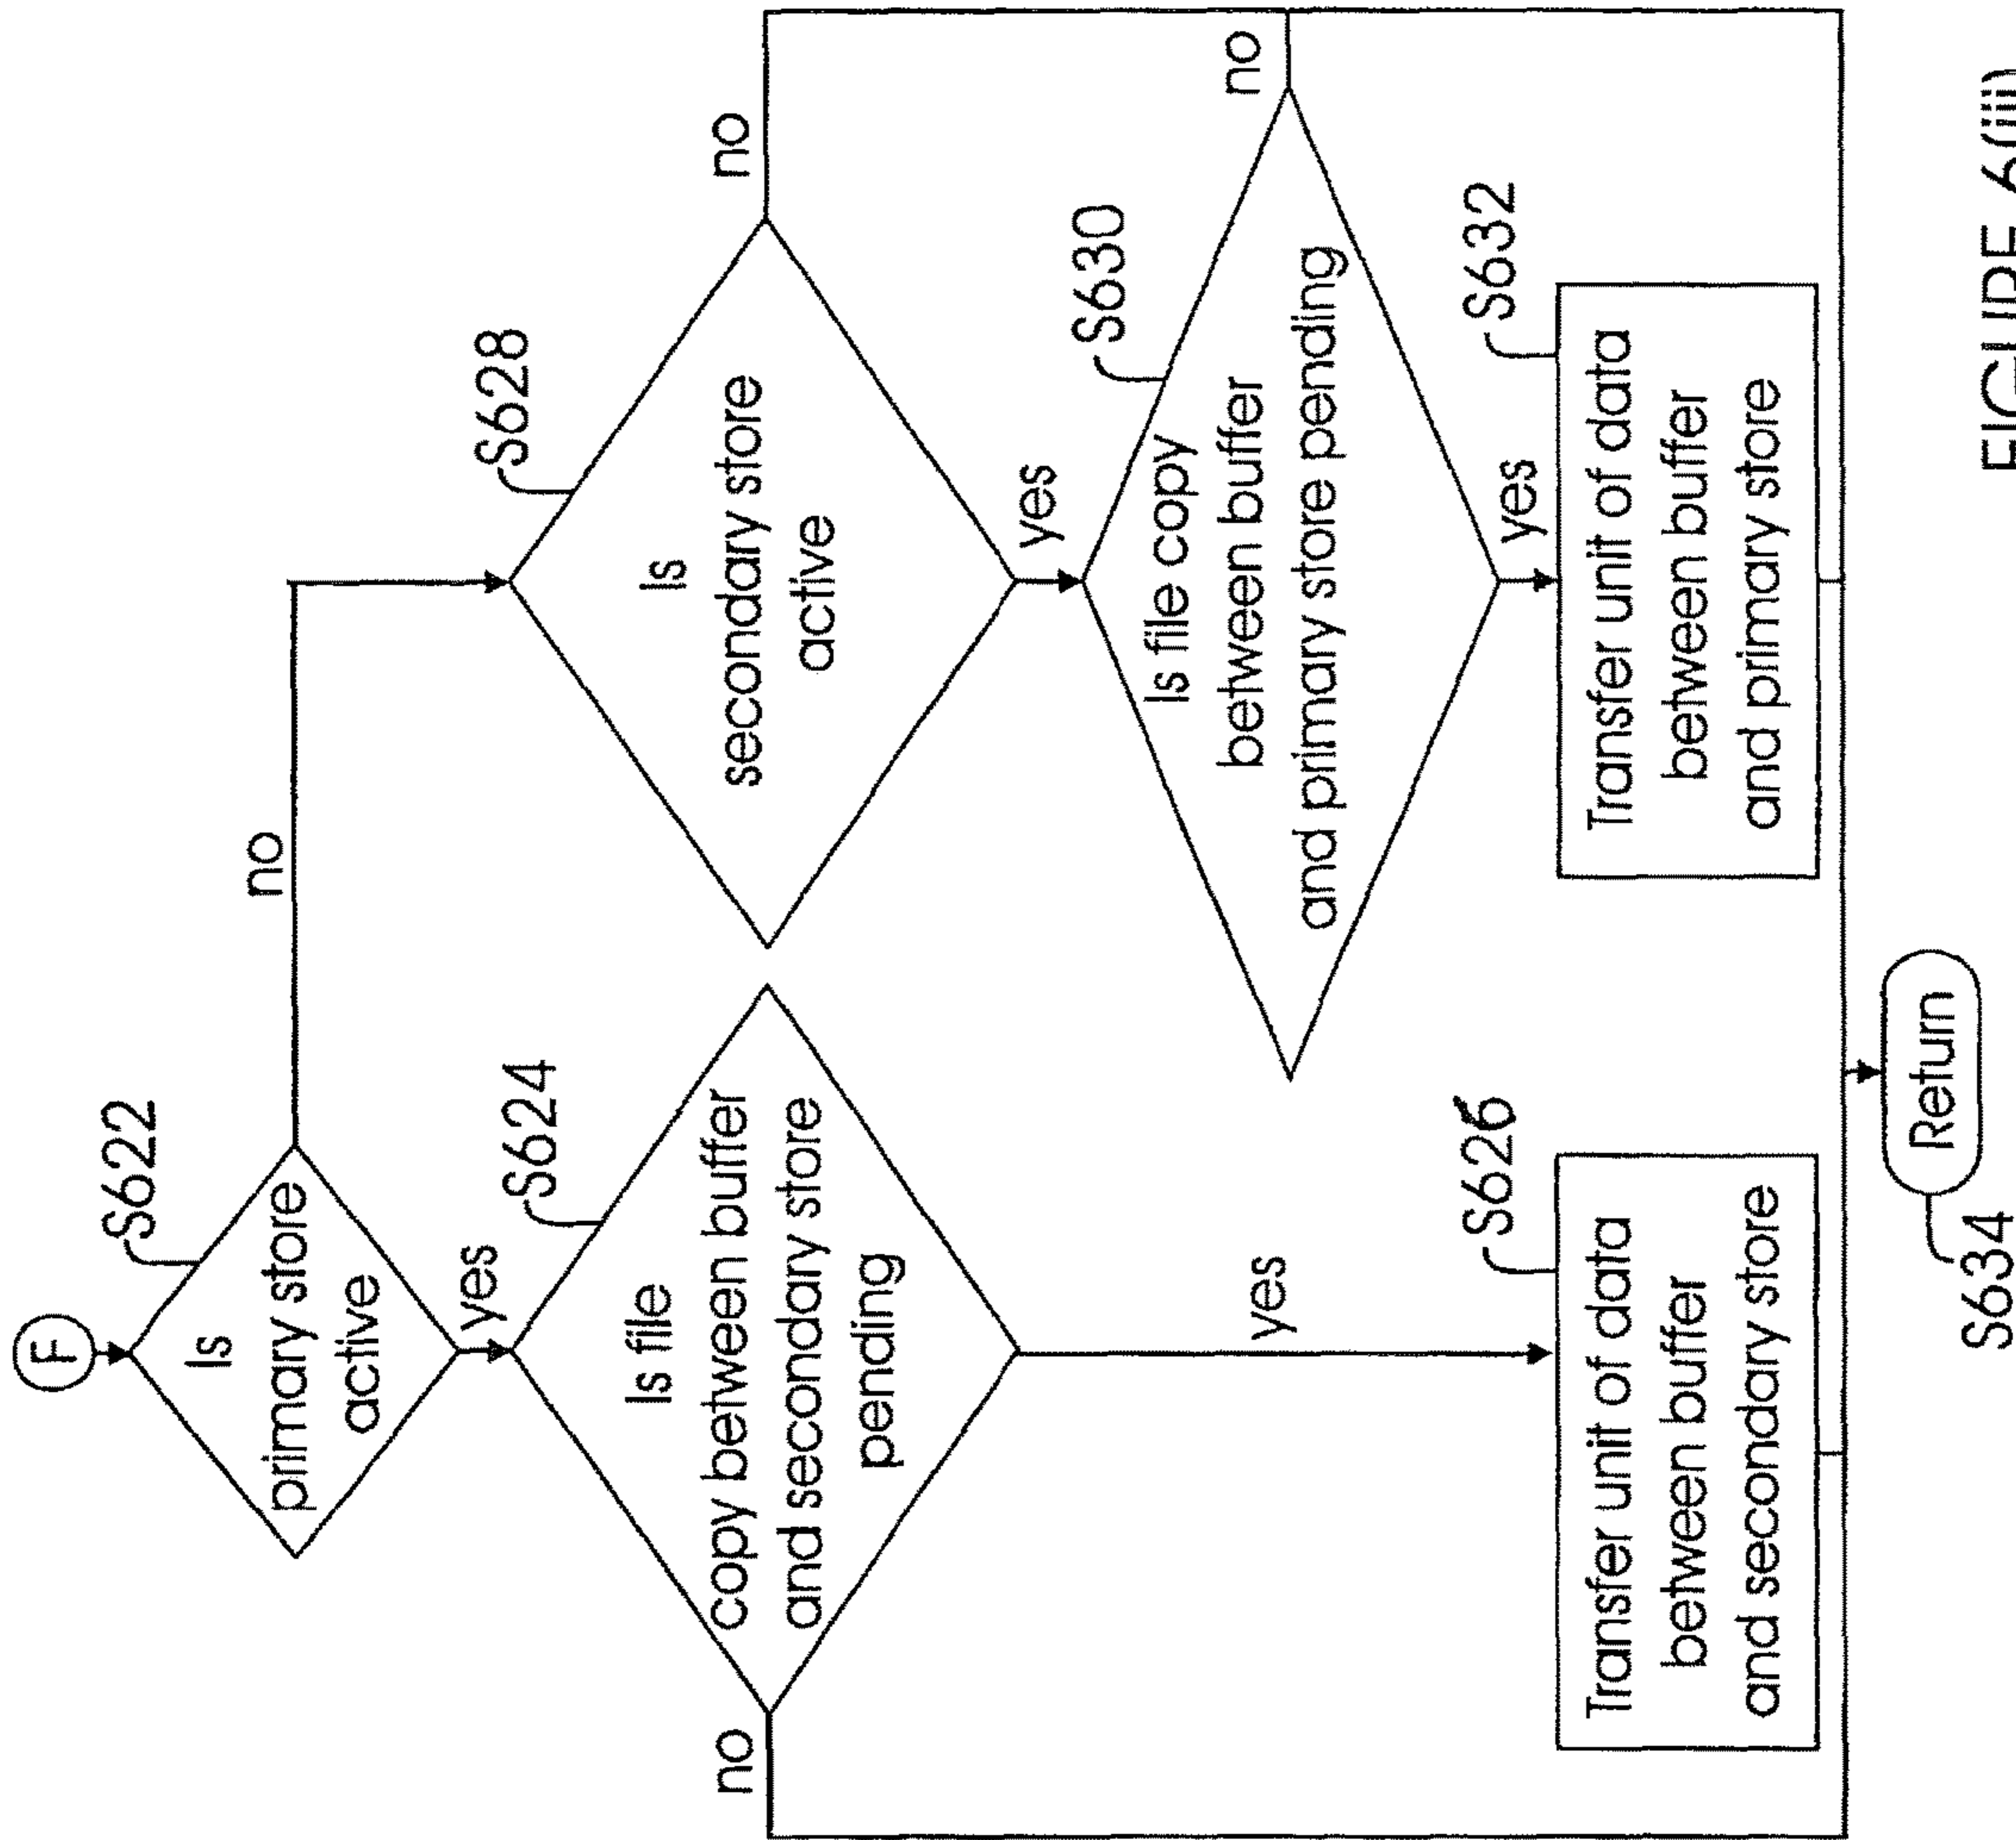 F
S622
Is
primary store
active
no
yes
S624
Is file
copy between buffer
and secondary store
pending
no
yes
S628
Is
secondary store
active
no
yes
S630
Is file copy
between buffer
and primary store pending
no
yes
S626
Transfer unit of data
between buffer
and secondary store
S632
Transfer unit of data
between buffer
and primary store
Return
S634
FIGURE 6(iii)